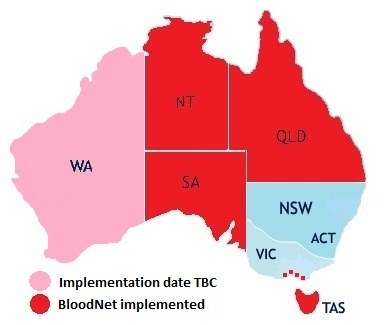 NT
QLD
WA
SA
NSW
ACT
VIC
Implementation date TBC
BloodNet implemented
TAS